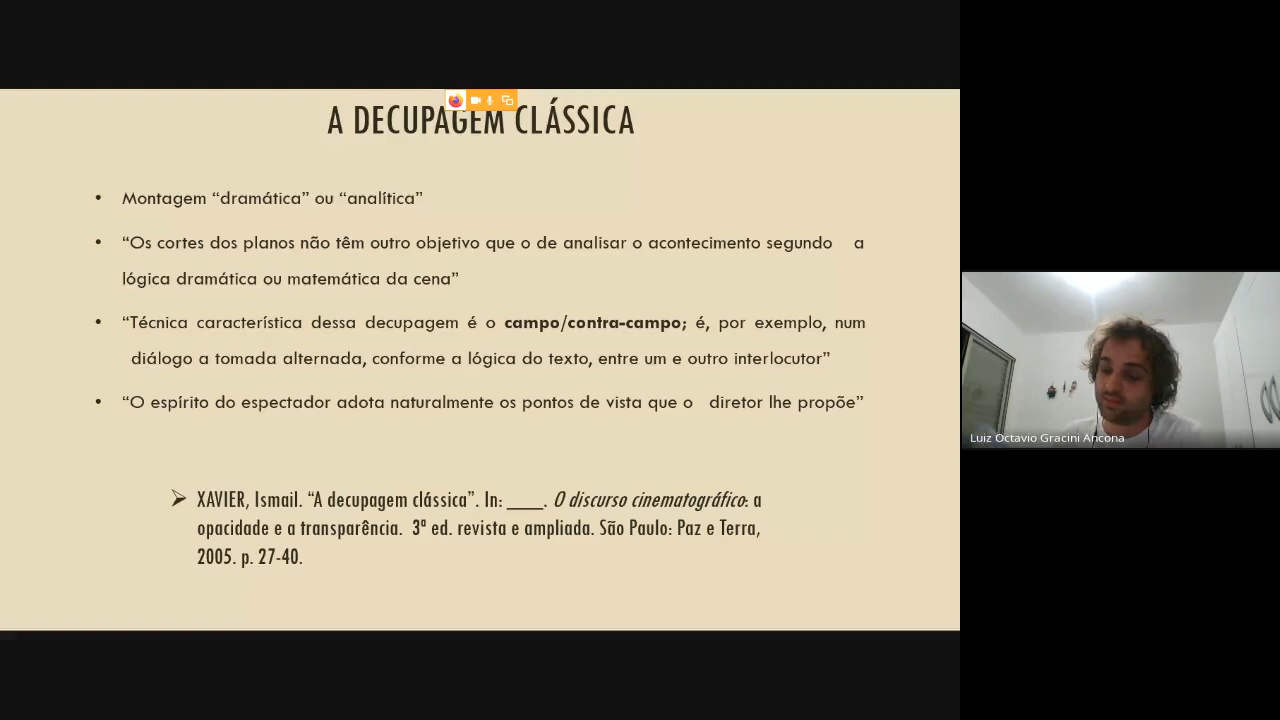 A DECUPAGEM CLÁSSICA
• Montagem “dramática” ou “analítica”
• “Os cortes dos planos não têm outro objetivo que o de analisar o acontecimento segundo a
lógica dramática ou matemática da cena”
• “Técnica característica dessa decupagem é o campo/contra-campo; é, por exemplo, num
diálogo a tomada alternada, conforme a lógica do texto, entre um e outro interlocutor”
• “O espírito do espectador adota naturalmente os pontos de vista que o diretor lhe propõe”
➢ XAVIER, Ismail. “A decupagem clássica”. In: ____. O discurso cinematográfico: a
opacidade e a transparência. 3ª ed. revista e ampliada. São Paulo: Paz e Terra,
2005. p. 27-40.
Luiz Octavio Gracini Ancona